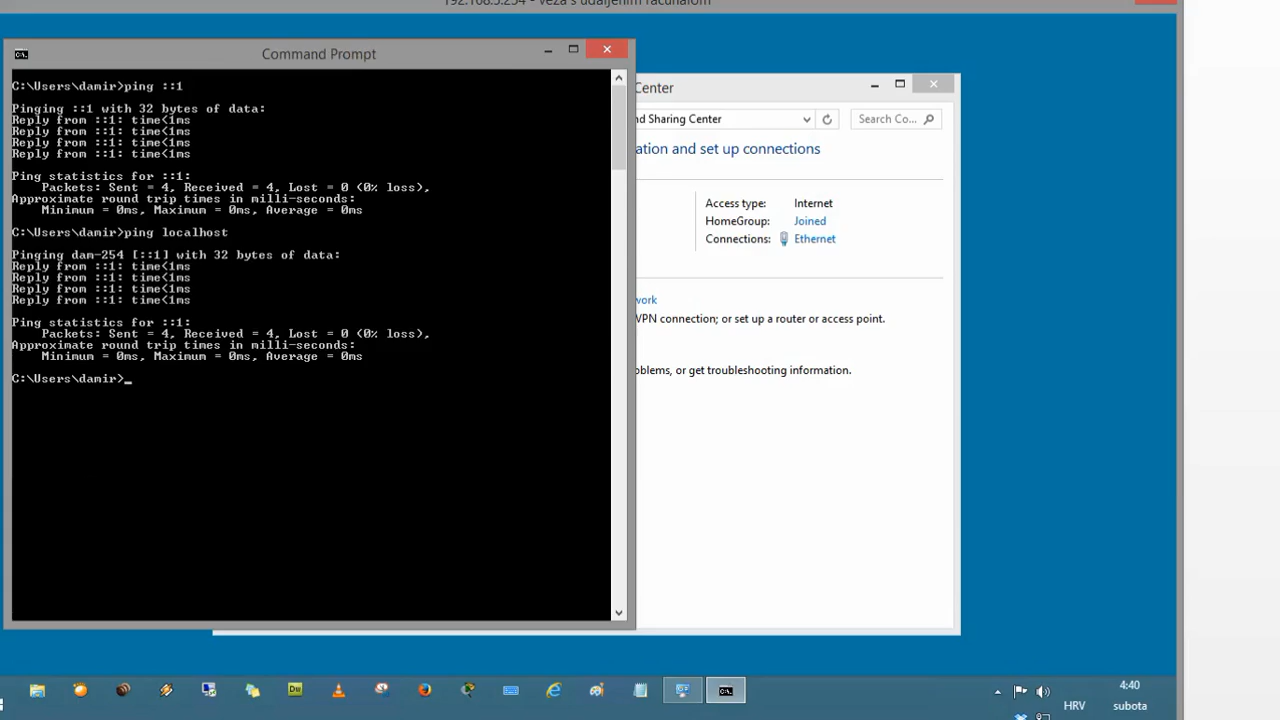 192.168.5.254 - veza s udaljenim računalom
Command Prompt
C:\Users\damir>ping ::1
Pinging ::1 with 32 bytes of data:
Reply from ::1: time<1ms
Reply from ::1: time<1ms
Reply from ::1: time<1ms
Reply from ::1: time<1ms
Ping statistics for ::1:
Packets: Sent = 4, Received = 4, Lost = 0 (0% loss),
Approximate round trip times in milli-seconds:
Minimum = 0ms, Maximum = 0ms, Average = 0ms
C:\Users\damir>ping localhost
Pinging dam-254 [::1] with 32 bytes of data:
Reply from ::1: time<1ms
Reply from ::1: time<1ms
Reply from ::1: time<1ms
Reply from ::1: time<1ms
Ping statistics for ::1:
Packets: Sent = 4, Received = 4, Lost = 0 (0% loss),
Approximate round trip times in milli-seconds:
Minimum = 0ms, Maximum = 0ms, Average = 0ms
C:\Users\damir>_
Center
nd Sharing Center
Search Co...
ation and set up connections
Access type: Internet
HomeGroup: Joined
Connections: Ethernet
work
VPN connection; or set up a router or access point.
oblems, or get troubleshooting information.
Dw
4:40
HRV
subota